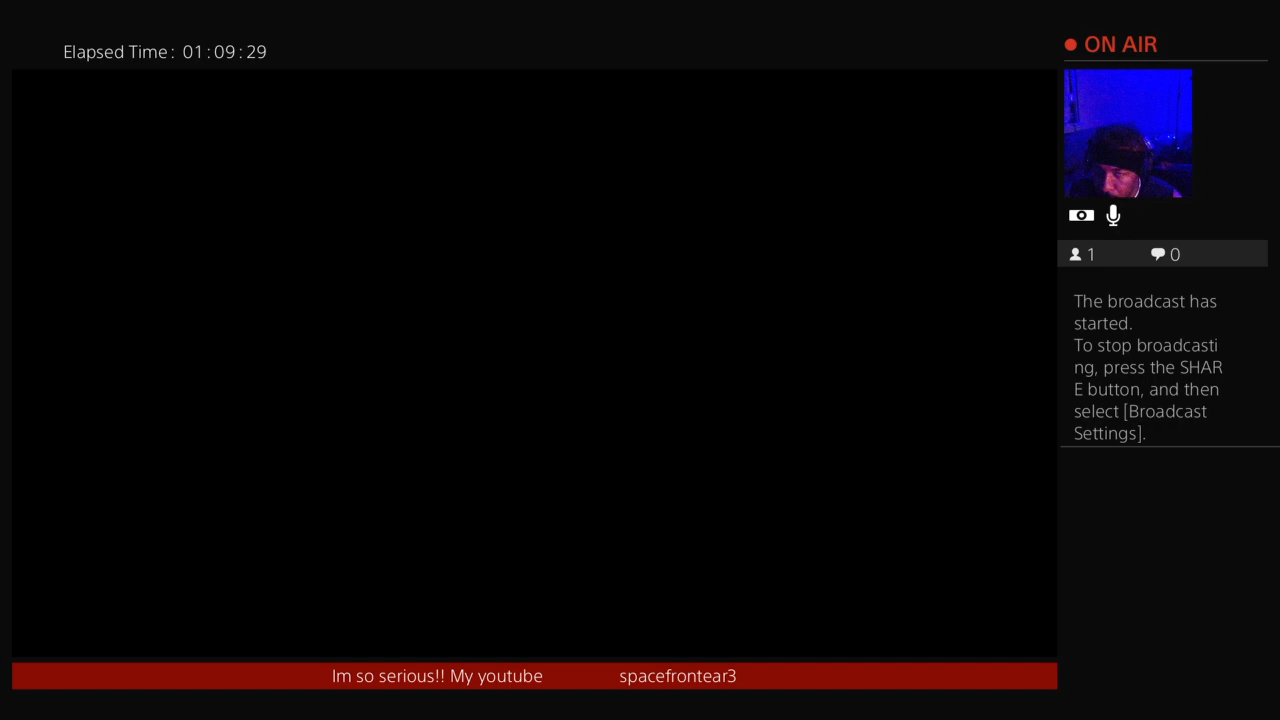 Elapsed Time: 01:09:29
ON AIR
1 0
The broadcast has
started.
To stop broadcasti
ng, press the SHAR
E button, and then
select [Broadcast
Settings].
Im so serious!! My youtube spacefrontear3